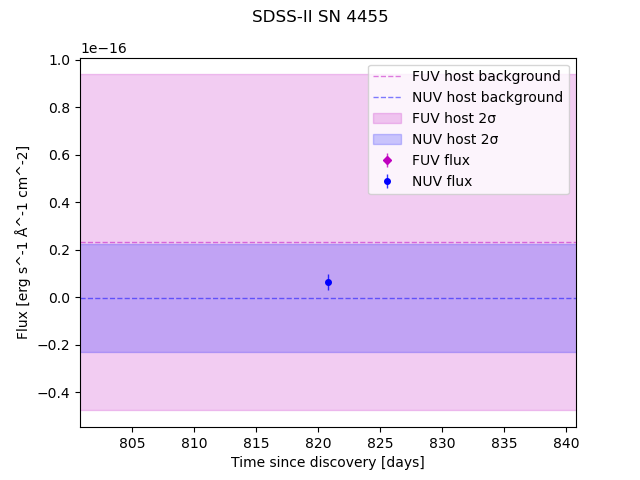 SDSS-II SN 4455
1e−16
1.0
0.8
0.6
0.4
0.2
0.0
−0.2
−0.4
Flux [erg s^-1 Å^-1 cm^-2]
FUV host background
NUV host background
FUV host 2σ
NUV host 2σ
FUV flux
NUV flux
805 810 815 820 825 830 835 840
Time since discovery [days]